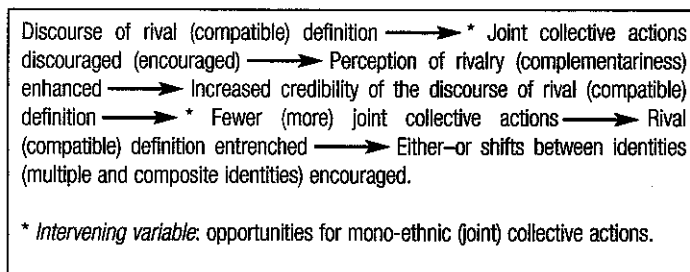 Discourse of rival (compatible) definition ⟶ * Joint collective actions
discouraged (encouraged) ⟶ Perception of rivalry (complementariness)
enhanced ⟶ Increased credibility of the discourse of rival (compatible)
definition ⟶ * Fewer (more) joint collective actions ⟶ Rival
(compatible) definition entrenched ⟶ Either–or shifts between identities
(multiple and composite identities) encouraged.
* Intervening variable: opportunities for mono-ethnic (joint) collective actions.